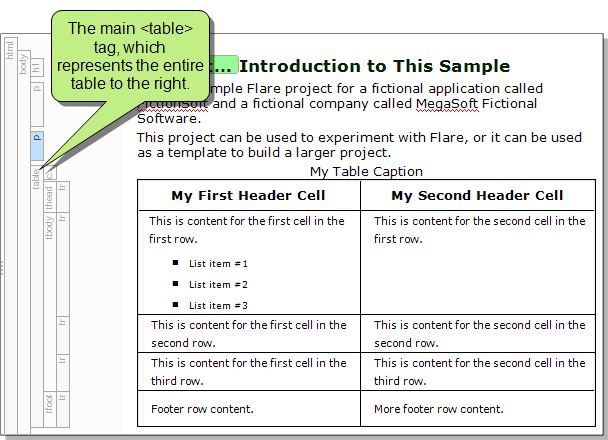 The main <table>
tag, which
represents the entire
table to the right.
html
body
h1
p
p
table
c
thead
tr
tbody
tr
tr
tr
tfoot
tr
t... Introduction to This Sample
mple Flare project for a fictional application called
FictionSoft and a fictional company called MegaSoft Fictional
Software.
This project can be used to experiment with Flare, or it can be used
as a template to build a larger project.
My Table Caption
My First Header Cell My Second Header Cell
This is content for the first cell in the This is content for the second cell in the
first row. first row.
▪ List item #1
▪ List item #2
▪ List item #3
This is content for the first cell in the This is content for the second cell in the
second row. second row.
This is content for the first cell in the This is content for the second cell in the
third row. third row.
Footer row content. More footer row content.